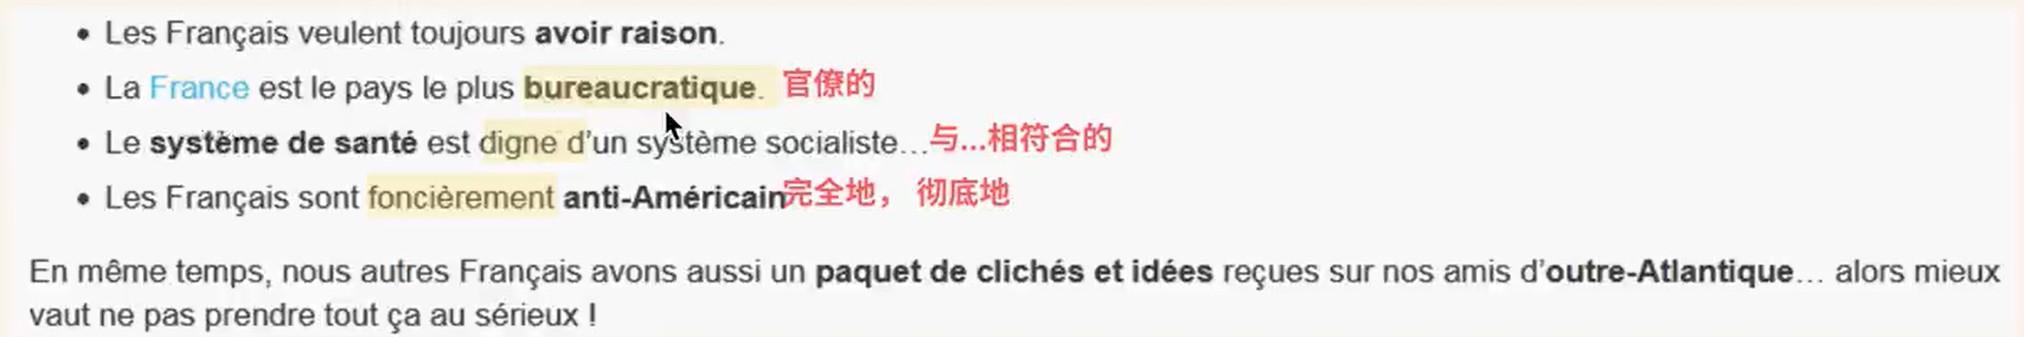 • Les Français veulent toujours avoir raison.
• La France est le pays le plus bureaucratique. 官僚的
• Le système de santé est digne d'un système socialiste… 与...相符合的
• Les Français sont foncièrement anti-Américain 完全地， 彻底地
En même temps, nous autres Français avons aussi un paquet de clichés et idées reçues sur nos amis d'outre-Atlantique… alors mieux
vaut ne pas prendre tout ça au sérieux !